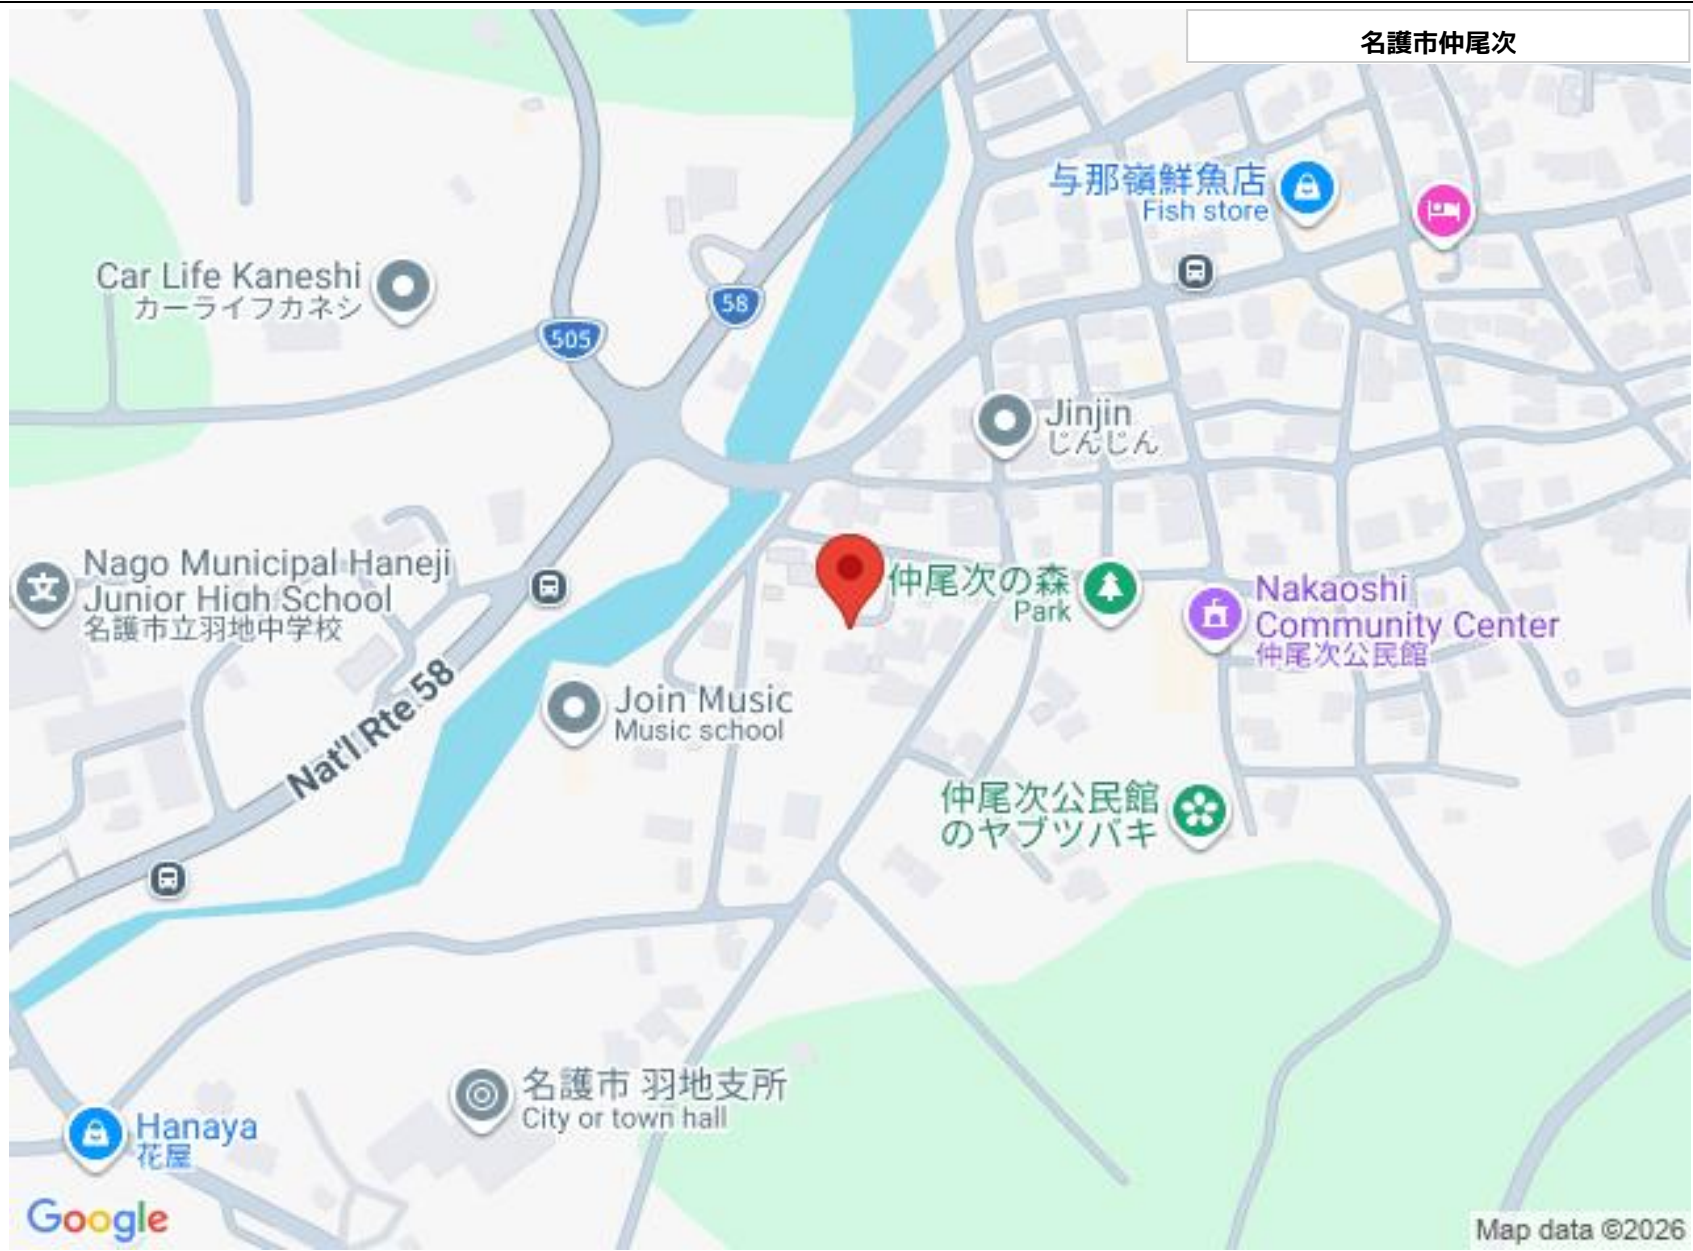 名護市仲尾次
与那嶺鮮魚店
Fish store
Car Life Kaneshi
カーライフカネシ
58
505
Jinjin
じんじん
Nago Municipal Haneji
Junior High School
名護市立羽地中学校
仲尾次の森
Park
Nakaoshi
Community Center
仲尾次公民館
Join Music
Music school
Nat'l Rte 58
仲尾次公民館
のヤブツバキ
名護市 羽地支所
City or town hall
Hanaya
花屋
Google
Map data ©2026
文